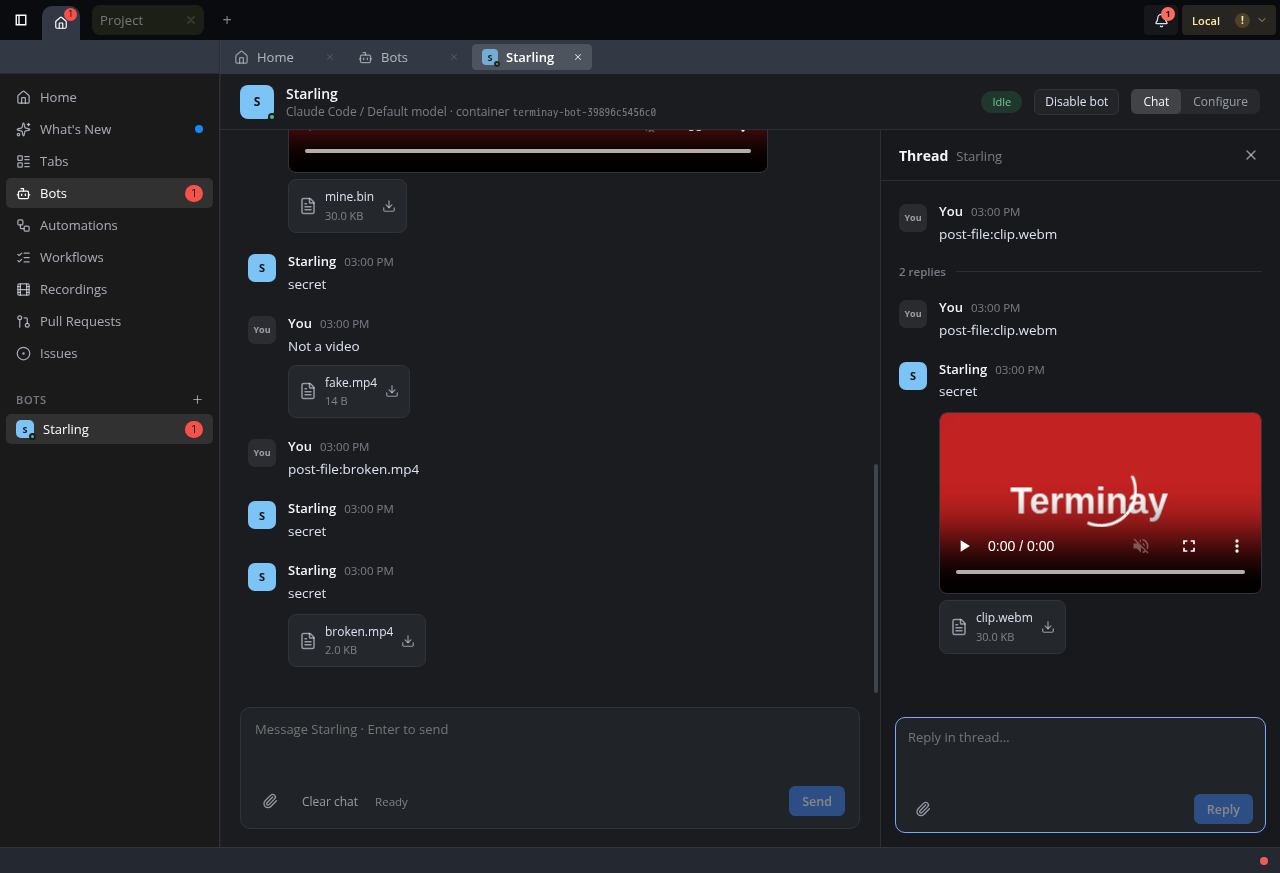 1
Project
1
Local
!
Home
Bots
S
Starling
Home
What's New
Tabs
Bots
1
Automations
Workflows
Recordings
Pull Requests
Issues
BOTS
S
Starling
1
S
Starling
Claude Code / Default model · container terminay-bot-39896c5456c0
Idle
Disable bot
Chat
Configure
mine.bin
30.0 KB
S
Starling 03:00 PM
secret
You
You 03:00 PM
Not a video
fake.mp4
14 B
You
You 03:00 PM
post-file:broken.mp4
S
Starling 03:00 PM
secret
S
Starling 03:00 PM
secret
broken.mp4
2.0 KB
Message Starling · Enter to send
Clear chat
Ready
Send
Thread Starling
You
You 03:00 PM
post-file:clip.webm
2 replies
You
You 03:00 PM
post-file:clip.webm
S
Starling 03:00 PM
secret
Terminay
0:00 / 0:00
clip.webm
30.0 KB
Reply in thread…
Reply